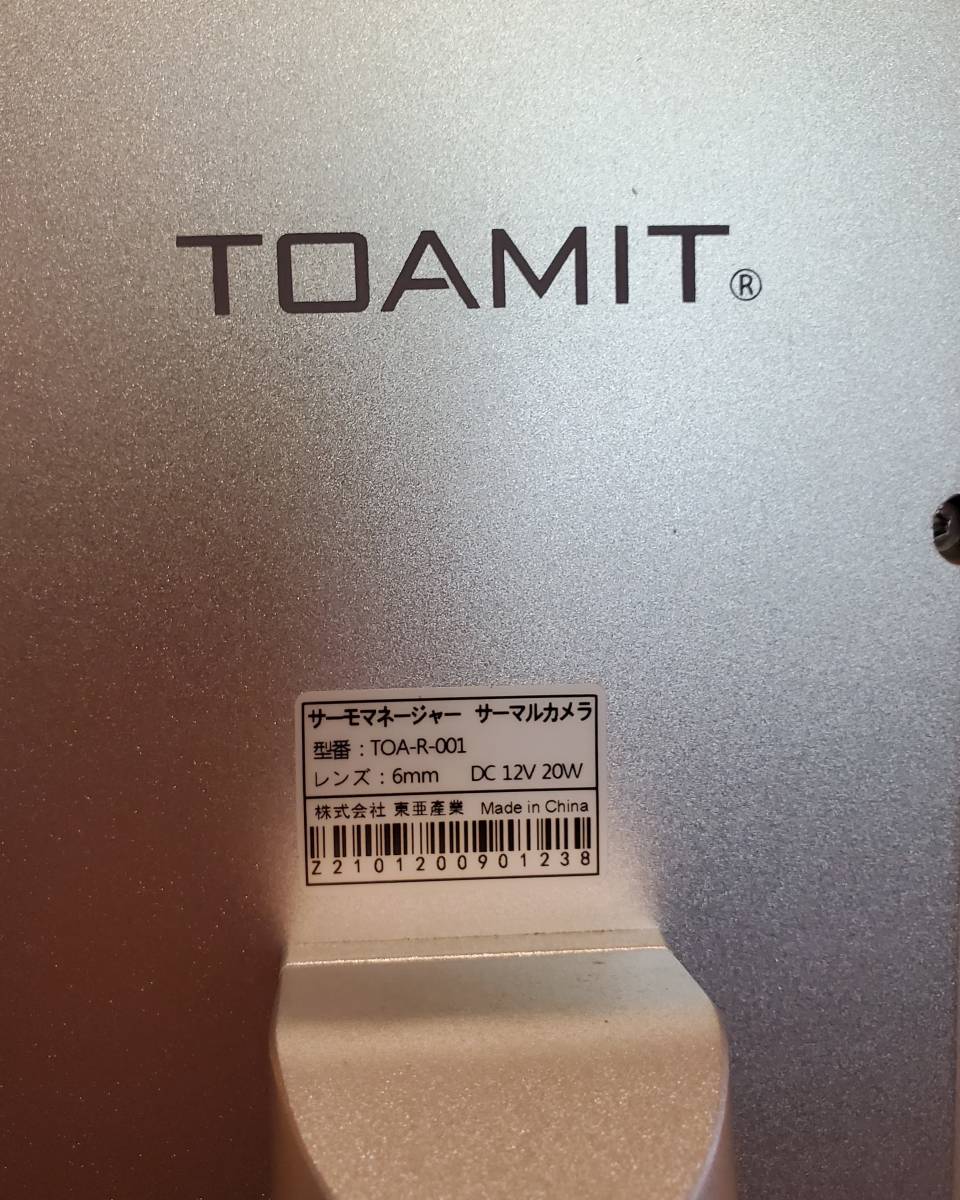 TOAMIT®
サーモマネージャー サーマルカメラ
型番：TOA-R-001
レンズ：6mm DC 12V 20W
株式会社 東亜産業 Made in China
Z210120090​1238